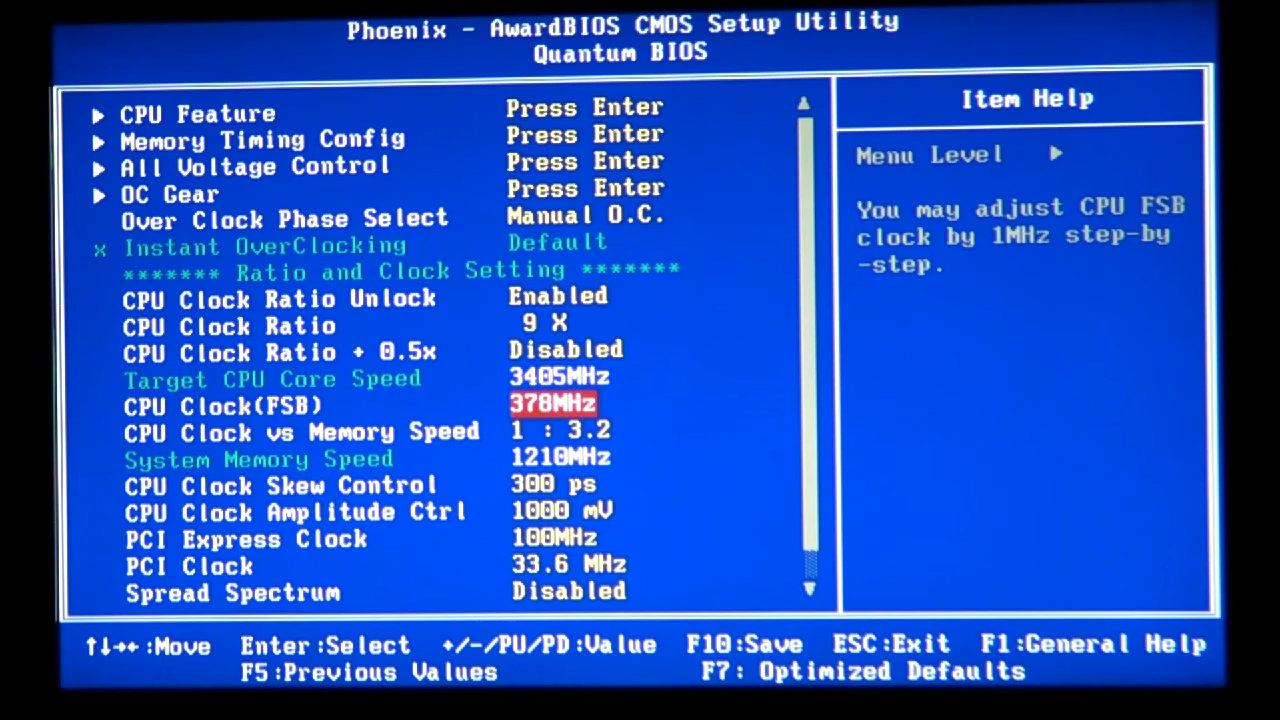 Phoenix - AwardBIOS CMOS Setup Utility
Quantum BIOS
CPU Feature Press Enter
Memory Timing Config Press Enter
All Voltage Control Press Enter
OC Gear Press Enter
Over Clock Phase Select Manual O.C.
x Instant OverClocking Default
******* Ratio and Clock Setting *******
CPU Clock Ratio Unlock Enabled
CPU Clock Ratio 9 X
CPU Clock Ratio + 0.5x Disabled
Target CPU Core Speed 3405MHz
CPU Clock(FSB) 378MHz
CPU Clock vs Memory Speed 1 : 3.2
System Memory Speed 1210MHz
CPU Clock Skew Control 300 ps
CPU Clock Amplitude Ctrl 1000 mV
PCI Express Clock 100MHz
PCI Clock 33.6 MHz
Spread Spectrum Disabled
Item Help
Menu Level
You may adjust CPU FSB
clock by 1MHz step-by
-step.
↑↓→←:Move Enter:Select +/-/PU/PD:Value F10:Save ESC:Exit F1:General Help
F5:Previous Values F7: Optimized Defaults